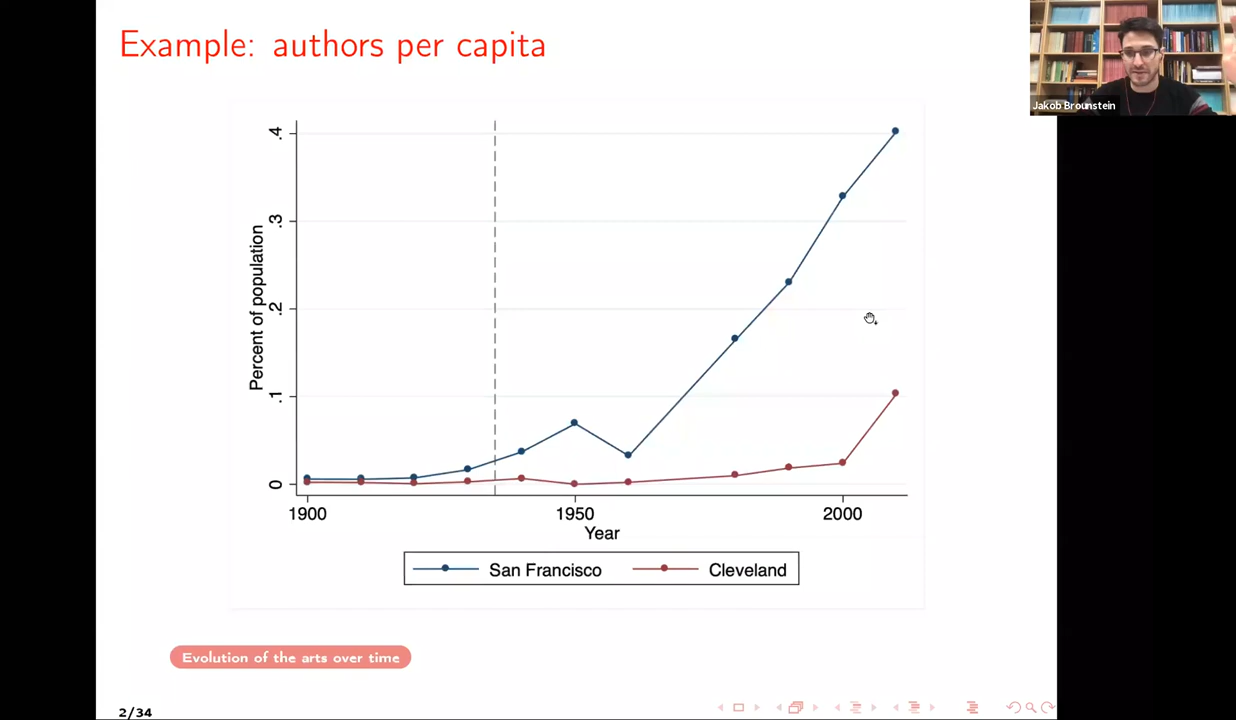 Example: authors per capita
Jakob Brounstein
.4
.3
.2
.1
0
Percent of population
1900
1950
2000
Year
San Francisco
Cleveland
Evolution of the arts over time
2/34